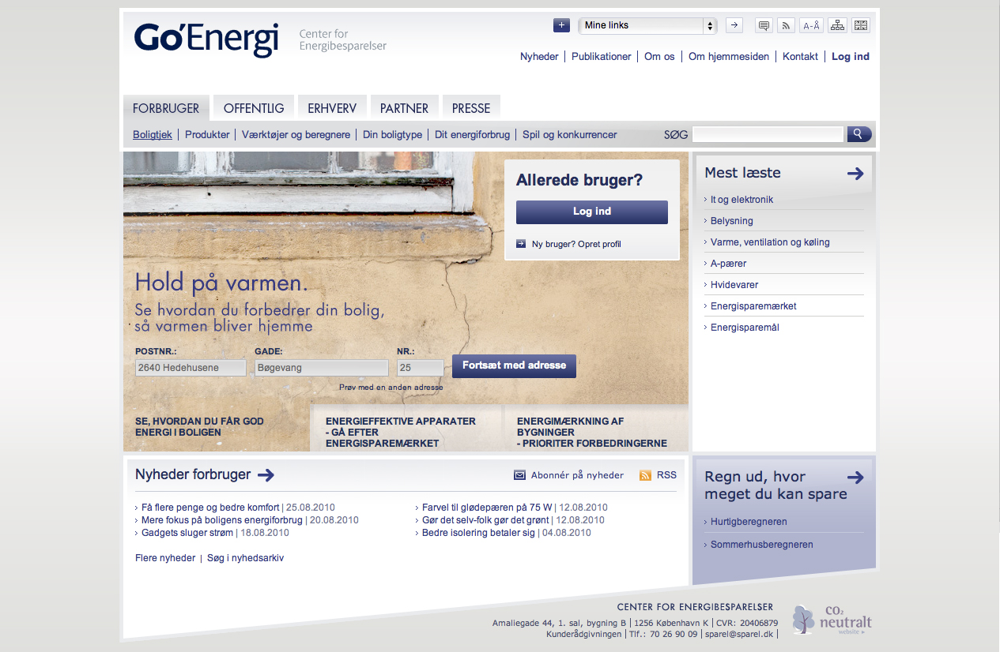 Go'Energi
Center for
Energibesparelser
+
Mine links
A-Å
Nyheder | Publikationer | Om os | Om hjemmesiden | Kontakt | Log ind
FORBRUGER
OFFENTLIG
ERHVERV
PARTNER
PRESSE
Boligtjek | Produkter | Værktøjer og beregnere | Din boligtype | Dit energiforbrug | Spil og konkurrencer
SØG
Allerede bruger?
Log ind
Ny bruger? Opret profil
Hold på varmen.
Se hvordan du forbedrer din bolig,
så varmen bliver hjemme
POSTNR.: GADE: NR.:
2640 Hedehusene Bøgevang 25 Fortsæt med adresse
Prøv med en anden adresse
SE, HVORDAN DU FÅR GOD
ENERGI I BOLIGEN
ENERGIEFFEKTIVE APPARATER
- GÅ EFTER
ENERGISPAREMÆRKET
ENERGIMÆRKNING AF
BYGNINGER
- PRIORITER FORBEDRINGERNE
Mest læste
It og elektronik
Belysning
Varme, ventilation og køling
A-pærer
Hvidevarer
Energisparemærket
Energisparemål
Nyheder forbruger
Abonnér på nyheder
RSS
Få flere penge og bedre komfort | 25.08.2010
Mere fokus på boligens energiforbrug | 20.08.2010
Gadgets sluger strøm | 18.08.2010
Farvel til glødepæren på 75 W | 12.08.2010
Gør det selv-folk gør det grønt | 12.08.2010
Bedre isolering betaler sig | 04.08.2010
Flere nyheder | Søg i nyhedsarkiv
Regn ud, hvor
meget du kan spare
Hurtigberegneren
Sommerhusberegneren
CENTER FOR ENERGIBESPARELSER
Amaliegade 44, 1. sal, bygning B | 1256 København K | CVR: 20406879
Kunderådgivningen | Tlf.: 70 26 90 09 | sparel@sparel.dk |
CO₂
neutralt
website